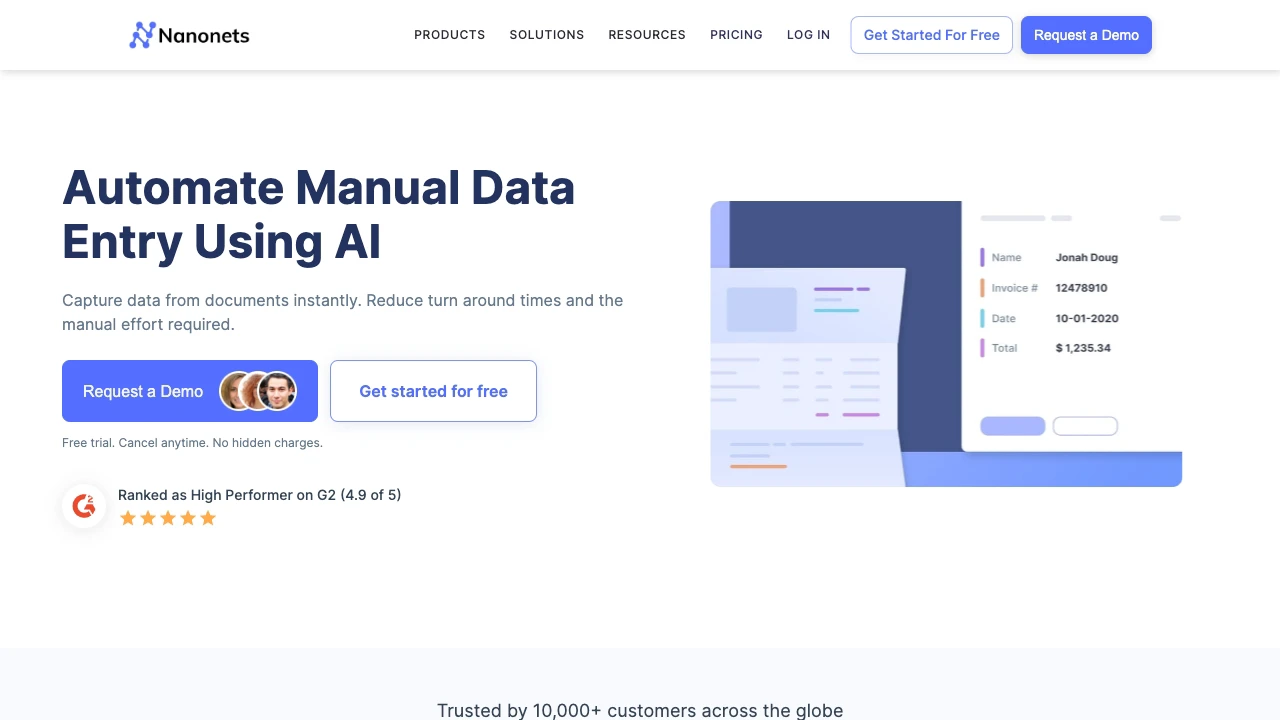 Nanonets
PRODUCTS
SOLUTIONS
RESOURCES
PRICING
LOG IN
Get Started For Free
Request a Demo
Automate Manual Data
Entry Using AI
Capture data from documents instantly. Reduce turn around times and the
manual effort required.
Request a Demo
Get started for free
Free trial. Cancel anytime. No hidden charges.
Ranked as High Performer on G2 (4.9 of 5)
Name Jonah Doug
Invoice # 12478910
Date 10-01-2020
Total $ 1,235.34
Trusted by 10,000+ customers across the globe